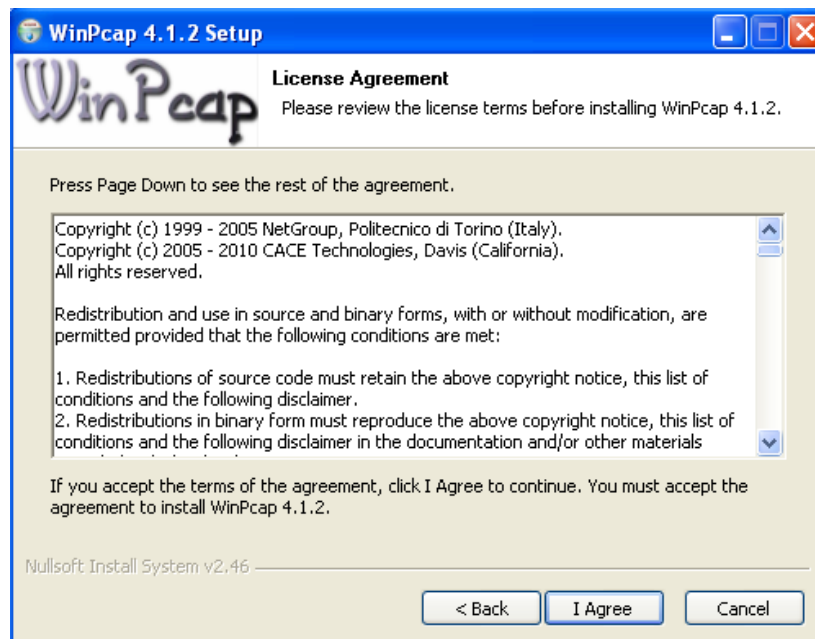 WinPcap 4.1.2 Setup
WinPcap
License Agreement
Please review the license terms before installing WinPcap 4.1.2.
Press Page Down to see the rest of the agreement.
Copyright (c) 1999 - 2005 NetGroup, Politecnico di Torino (Italy).
Copyright (c) 2005 - 2010 CACE Technologies, Davis (California).
All rights reserved.
Redistribution and use in source and binary forms, with or without modification, are
permitted provided that the following conditions are met:
1. Redistributions of source code must retain the above copyright notice, this list of
conditions and the following disclaimer.
2. Redistributions in binary form must reproduce the above copyright notice, this list of
conditions and the following disclaimer in the documentation and/or other materials
If you accept the terms of the agreement, click I Agree to continue. You must accept the
agreement to install WinPcap 4.1.2.
Nullsoft Install System v2.46
< Back
I Agree
Cancel